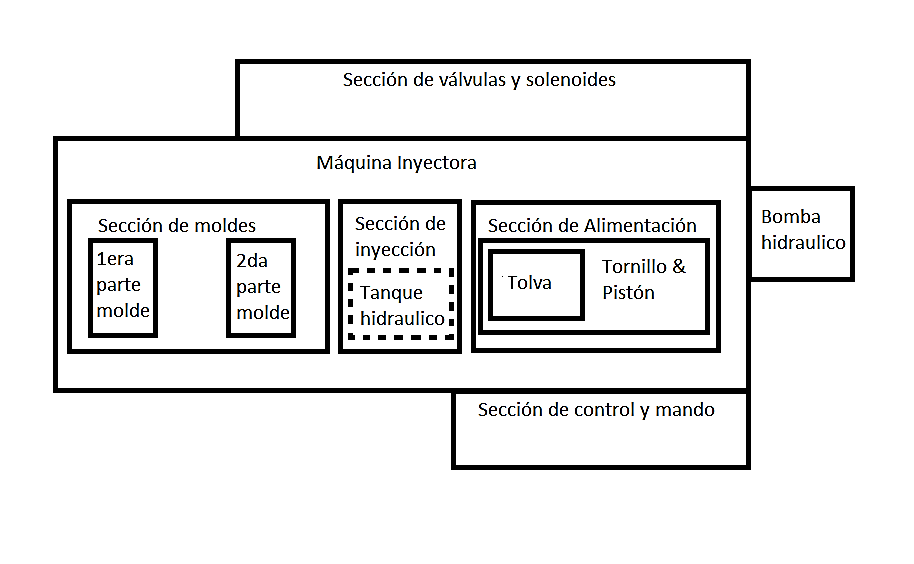 Sección de válvulas y solenoides
Máquina Inyectora
Sección de moldes
1era
parte
molde
2da
parte
molde
Sección de
inyección
Tanque
hidraulico
Sección de Alimentación
Tolva
Tornillo &
Pistón
Bomba
hidraulico
Sección de control y mando